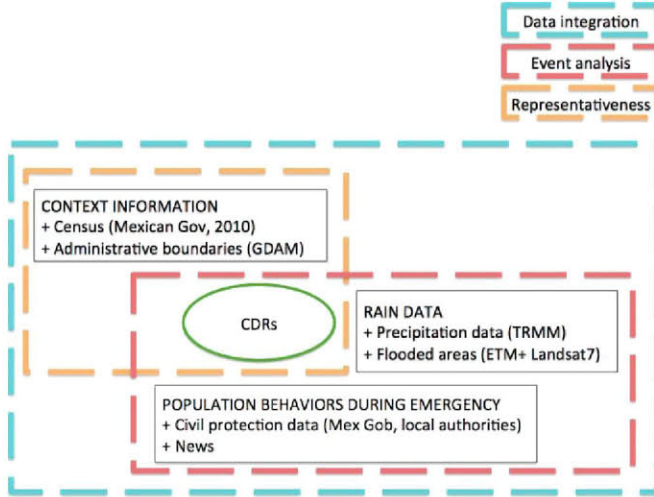 Data integration
Event analysis
Representativeness
CONTEXT INFORMATION
+ Census (Mexican Gov, 2010)
+ Administrative boundaries (GDAM)
CDRs
RAIN DATA
+ Precipitation data (TRMM)
+ Flooded areas (ETM+ Landsat7)
POPULATION BEHAVIORS DURING EMERGENCY
+ Civil protection data (Mex Gob, local authorities)
+ News